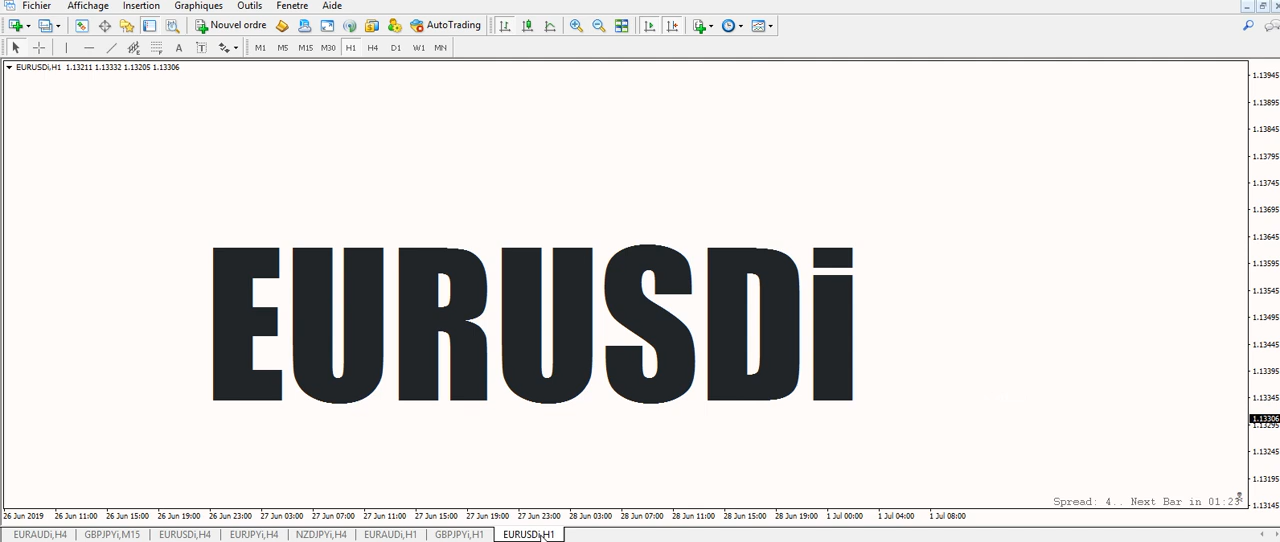 Fichier Affichage Insertion Graphiques Outils Fenetre Aide
Nouvel ordre AutoTrading
A T M1 M5 M15 M30 H1 H4 D1 W1 MN
EURUSDi,H1 1.13211 1.13332 1.13205 1.13306
1.13945
1.13895
1.13845
1.13795
1.13745
1.13695
1.13645
1.13595
1.13545
1.13495
1.13445
1.13395
1.13345
1.13306
1.13295
1.13245
1.13195
1.13145
EURUSDi
Spread: 4.. Next Bar in 01:23
26 Jun 2019 26 Jun 11:00 26 Jun 15:00 26 Jun 19:00 26 Jun 23:00 27 Jun 03:00 27 Jun 07:00 27 Jun 11:00 27 Jun 15:00 27 Jun 19:00 27 Jun 23:00 28 Jun 03:00 28 Jun 07:00 28 Jun 11:00 28 Jun 15:00 28 Jun 19:00 1 Jul 00:00 1 Jul 04:00 1 Jul 08:00
EURAUDi,H4 GBPJPYi,M15 EURUSDi,H4 EURJPYi,H4 NZDJPYi,H4 EURAUDi,H1 GBPJPYi,H1 EURUSDi,H1